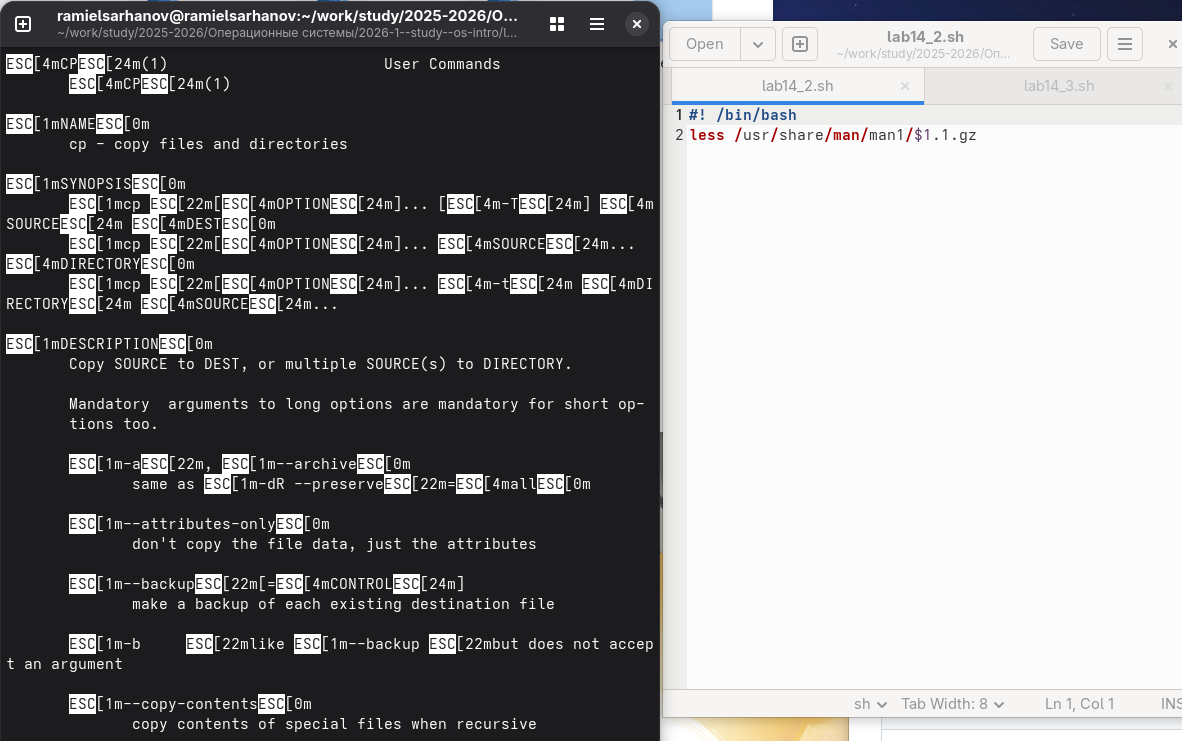 ramielsarhanov@ramielsarhanov:~/work/study/2025-2026/О...
~/work/study/2025-2026/Операционные системы/2026-1--study--os-intro/l...
ESC[4mCPESC[24m(1) User Commands
ESC[4mCPESC[24m(1)
ESC[1mNAMEESC[0m
cp - copy files and directories
ESC[1mSYNOPSISESC[0m
ESC[1mcp ESC[22m[ESC[4mOPTIONESC[24m]... [ESC[4m-TESC[24m] ESC[4m
SOURCEESC[24m ESC[4mDESTESC[0m
ESC[1mcp ESC[22m[ESC[4mOPTIONESC[24m]... ESC[4mSOURCEESC[24m...
ESC[4mDIRECTORYESC[0m
ESC[1mcp ESC[22m[ESC[4mOPTIONESC[24m]... ESC[4m-tESC[24m ESC[4mDI
RECTORYESC[24m ESC[4mSOURCEESC[24m...
ESC[1mDESCRIPTIONESC[0m
Copy SOURCE to DEST, or multiple SOURCE(s) to DIRECTORY.
Mandatory  arguments to long options are mandatory for short op-
tions too.
ESC[1m-aESC[22m, ESC[1m--archiveESC[0m
same as ESC[1m-dR --preserveESC[22m=ESC[4mallESC[0m
ESC[1m--attributes-onlyESC[0m
don't copy the file data, just the attributes
ESC[1m--backupESC[22m[=ESC[4mCONTROLESC[24m]
make a backup of each existing destination file
ESC[1m-b     ESC[22mlike ESC[1m--backup ESC[22mbut does not accep
t an argument
ESC[1m--copy-contentsESC[0m
copy contents of special files when recursive
Open
lab14_2.sh
~/work/study/2025-2026/Оп...
Save
lab14_2.sh
lab14_3.sh
1 #! /bin/bash
2 less /usr/share/man/man1/$1.1.gz
sh
Tab Width: 8
Ln 1, Col 1
INS